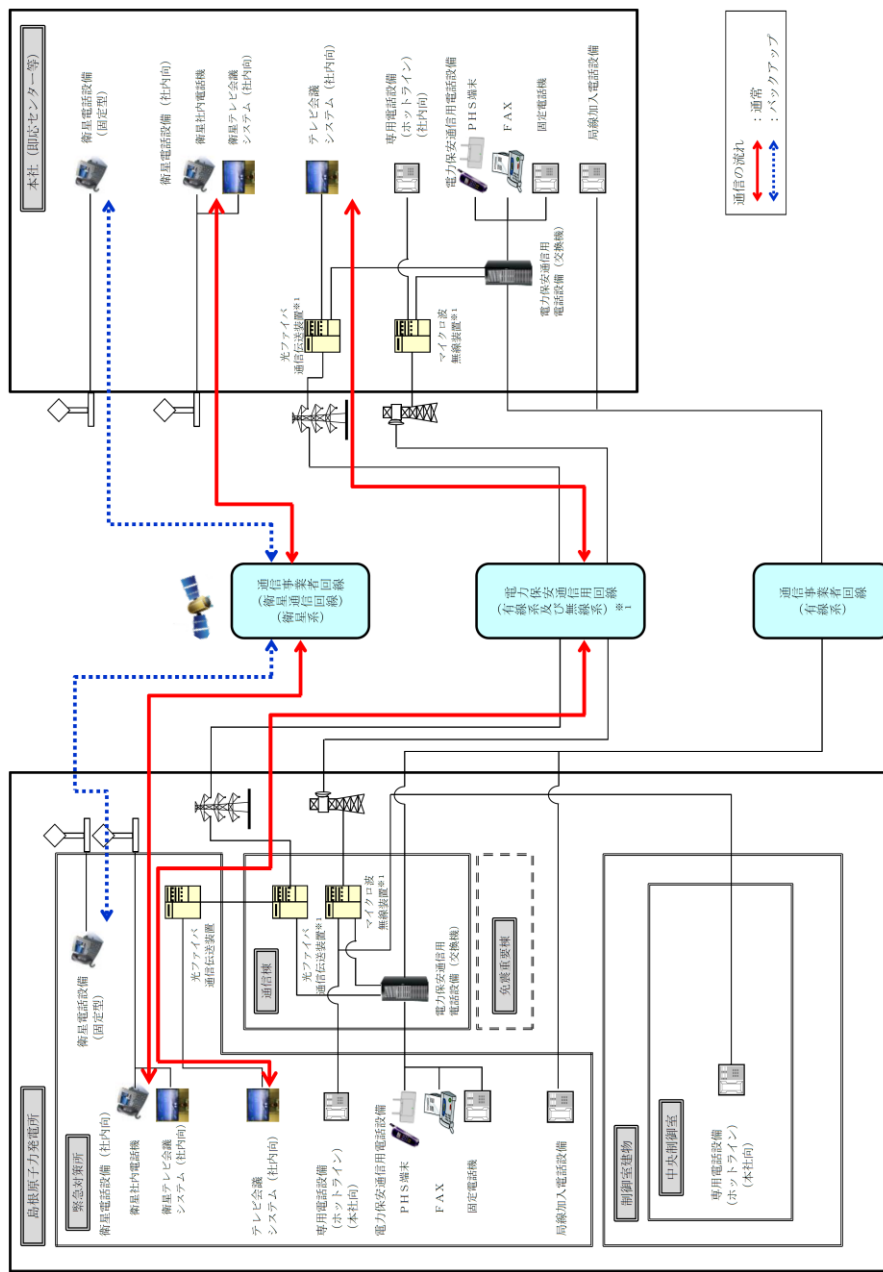 島根原子力発電所
緊急対策所
衛星電話設備
(固定型)
衛星電話設備(社内向)
衛星社内電話機
衛星テレビ会議
システム(社内向)
テレビ会議
システム(社内向)
専用電話設備
(ホットライン)
(本社向)
電力保安通信用電話設備
PHS端末
FAX
固定電話機
局線加入電話設備
光ファイバ
通信伝送装置
通信棟
光ファイバ
通信伝送装置※1
マイクロ波
無線装置※1
電力保安通信用
電話設備(交換機)
免震重要棟
制御室建物
中央制御室
専用電話設備
(ホットライン)
(本社向)
通信事業者回線
(衛星通信回線)
(衛星系)
電力保安通信用回線
(有線系及び無線系)
※1
通信事業者回線
(有線系)
本社(即応センター等)
衛星電話設備
(固定型)
衛星電話設備(社内向)
衛星社内電話機
衛星テレビ会議
システム(社内向)
テレビ会議
システム(社内向)
専用電話設備
(ホットライン)
(社内向)
電力保安通信用電話設備
PHS端末
FAX
固定電話機
局線加入電話設備
光ファイバ
通信伝送装置※1
マイクロ波
無線装置※1
電力保安通信用
電話設備(交換機)
通信の流れ
:通常
:バックアップ